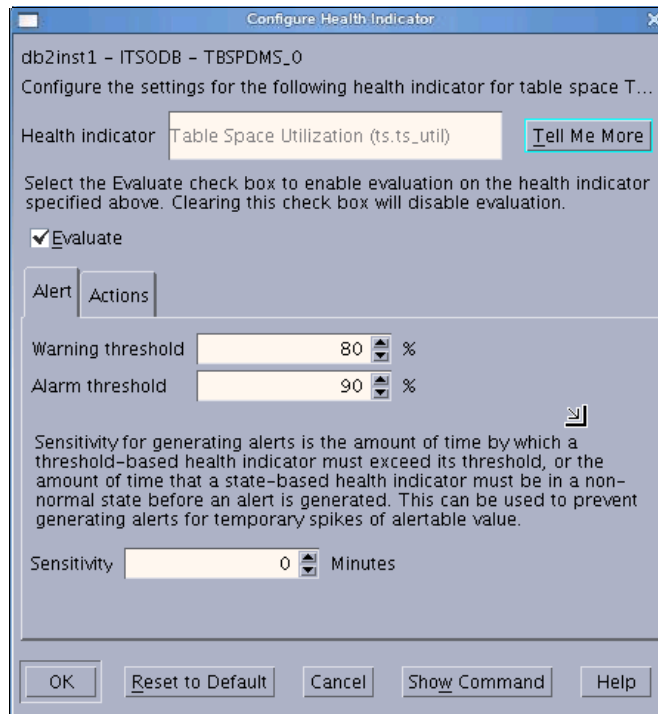 Configure Health Indicator
db2inst1 - ITSODB - TBSPDMS_0
Configure the settings for the following health indicator for table space T...
Health indicator Table Space Utilization (ts.ts_util) Tell Me More
Select the Evaluate check box to enable evaluation on the health indicator
specified above. Clearing this check box will disable evaluation.
Evaluate
Alert Actions
Warning threshold 80 %
Alarm threshold 90 %
Sensitivity for generating alerts is the amount of time by which a
threshold-based health indicator must exceed its threshold, or the
amount of time that a state-based health indicator must be in a non-
normal state before an alert is generated. This can be used to prevent
generating alerts for temporary spikes of alertable value.
Sensitivity 0 Minutes
OK Reset to Default Cancel Show Command Help